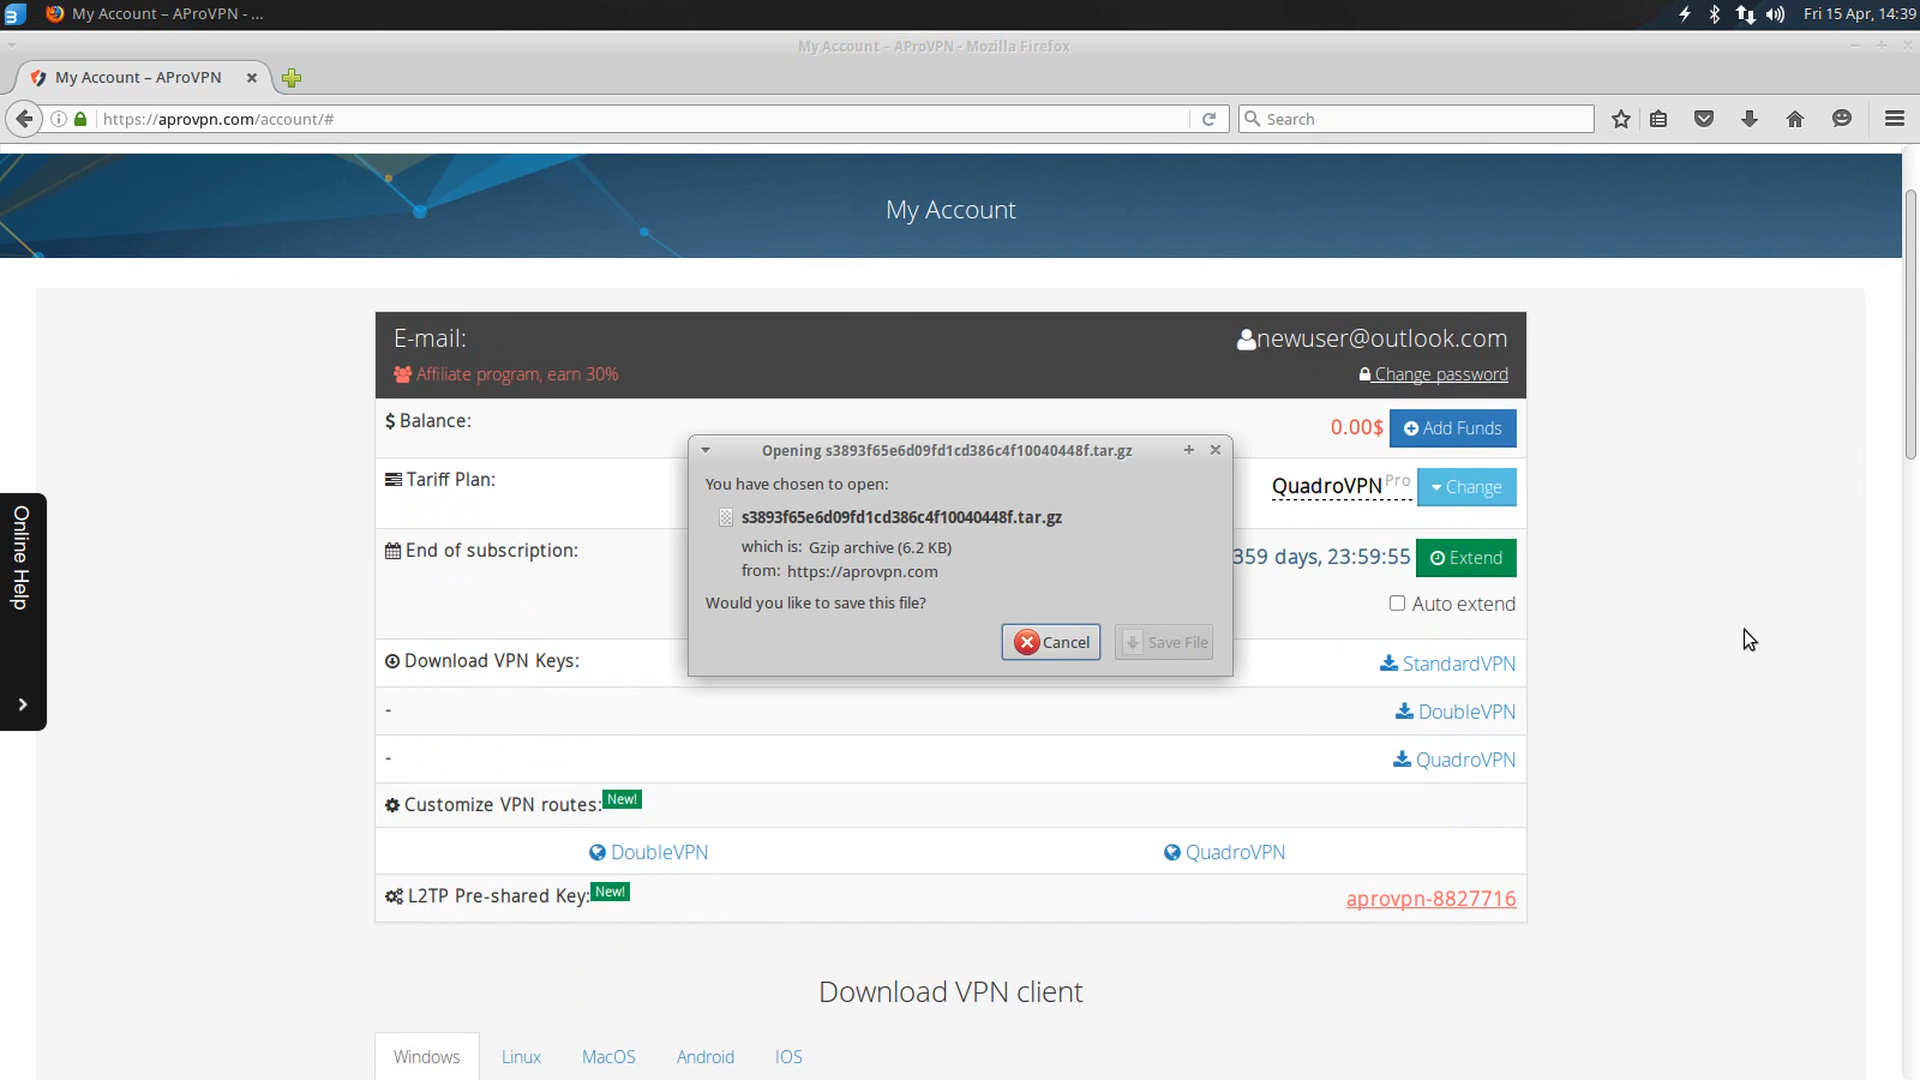 My Account – AProVPN - ...
Fri 15 Apr, 14:39
My Account – AProVPN - Mozilla Firefox
My Account – AProVPN
https://aprovpn.com/account/#
Search
My Account
E-mail:
newuser@outlook.com
Affiliate program, earn 30%
Change password
$ Balance:
0.00$
Add Funds
Tariff Plan:
QuadroVPN Pro
Change
End of subscription:
359 days, 23:59:55
Extend
Auto extend
Opening s3893f65e6d09fd1cd386c4f10040448f.tar.gz
You have chosen to open:
s3893f65e6d09fd1cd386c4f10040448f.tar.gz
which is: Gzip archive (6.2 KB)
from: https://aprovpn.com
Would you like to save this file?
Cancel
Save File
Online Help
Download VPN Keys:
StandardVPN
-
DoubleVPN
-
QuadroVPN
Customize VPN routes: New!
DoubleVPN
QuadroVPN
L2TP Pre-shared Key: New!
aprovpn-8827716
Download VPN client
Windows
Linux
MacOS
Android
IOS